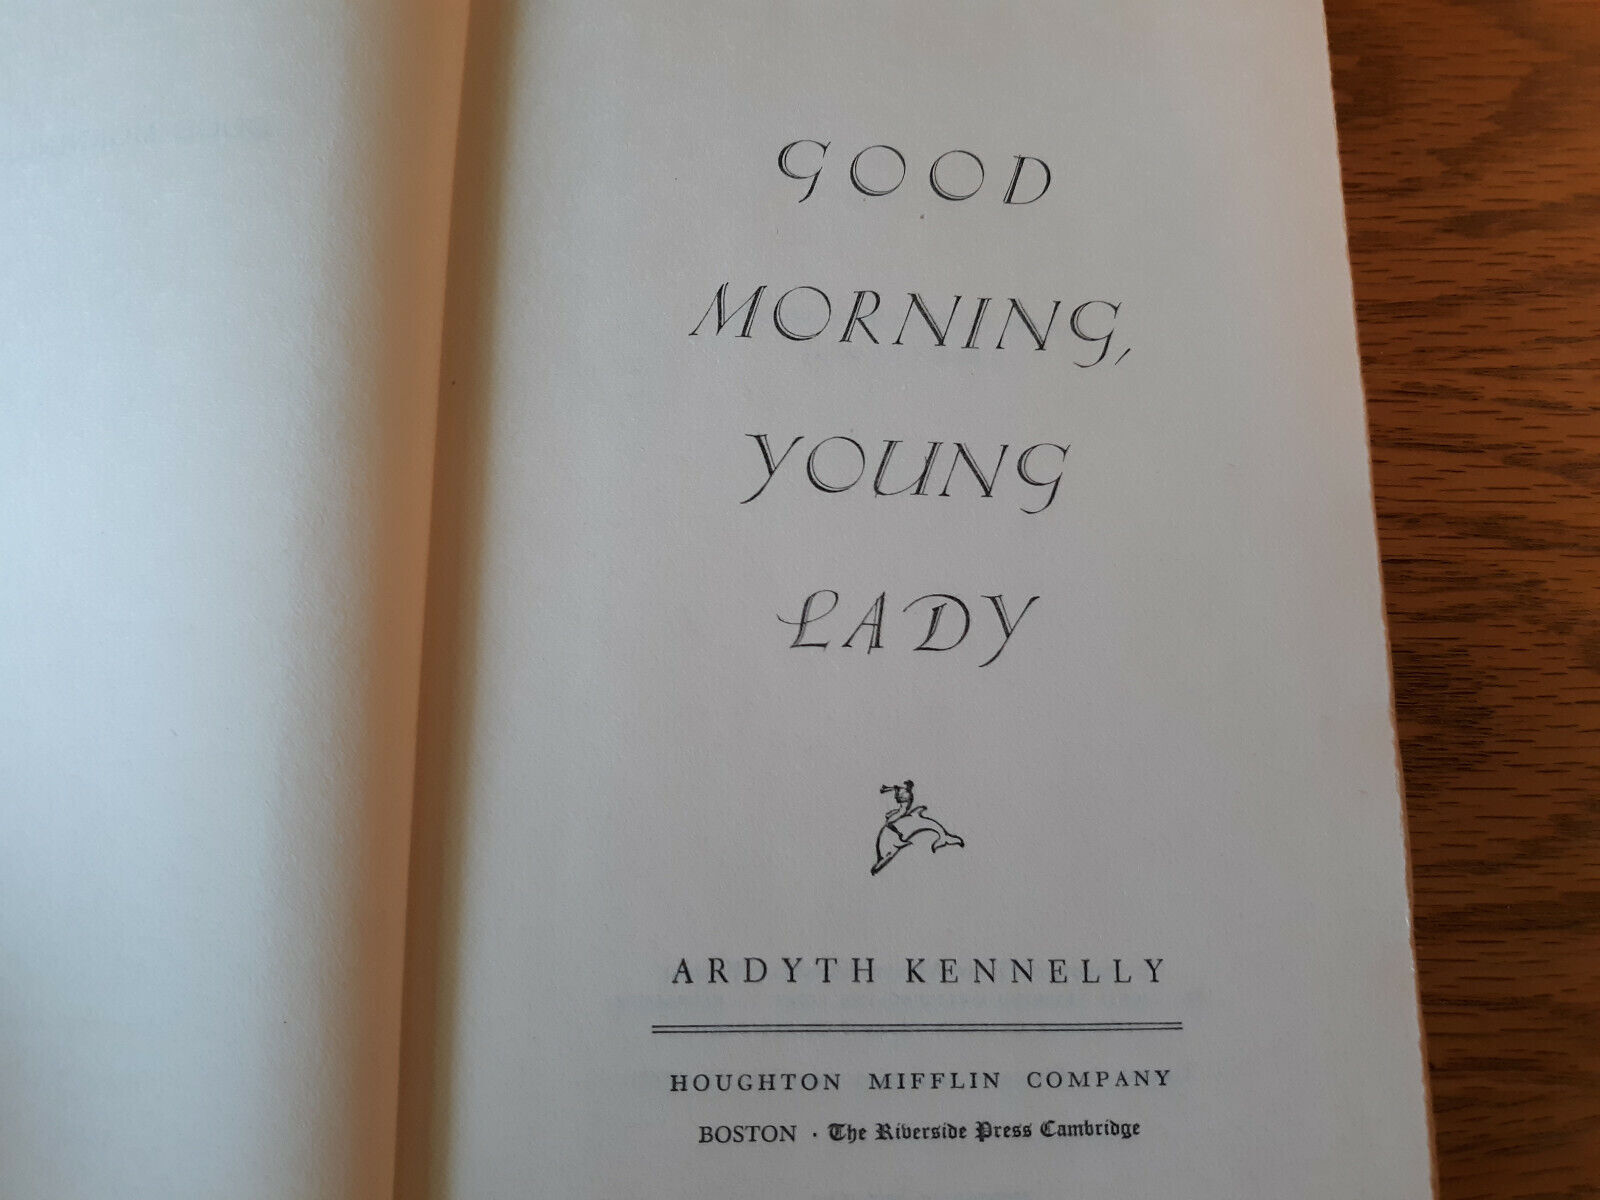 GOOD
MORNING,
YOUNG
LADY
ARDYTH KENNELLY
HOUGHTON MIFFLIN COMPANY
BOSTON · The Riverside Press Cambridge